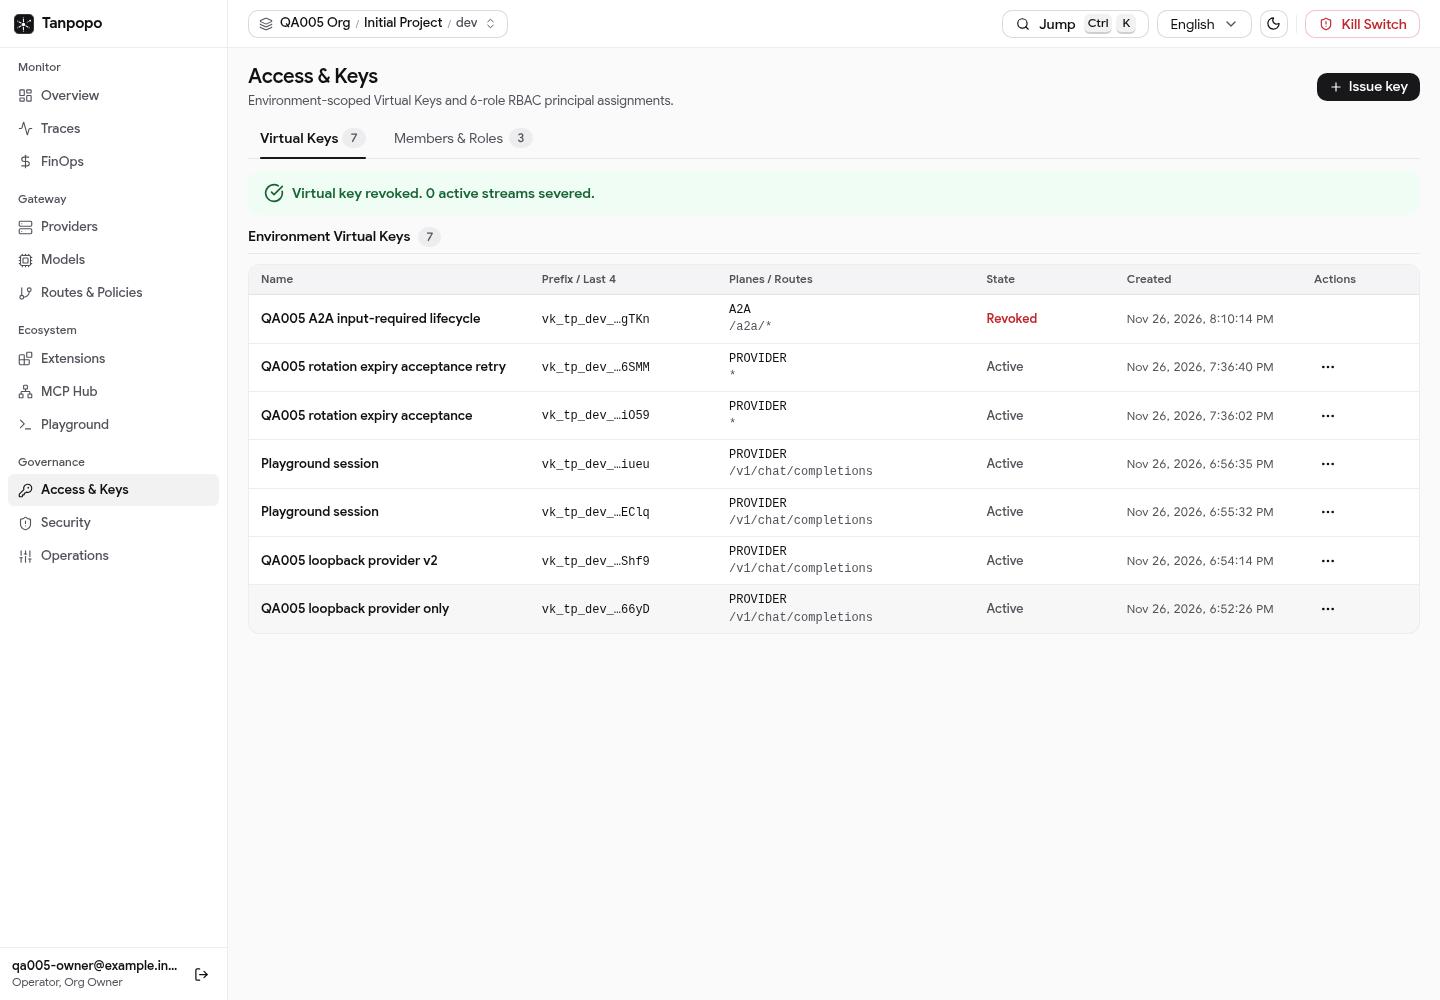 Tanpopo
QA005 Org / Initial Project / dev
Jump Ctrl K
English
Kill Switch
Monitor
Overview
Traces
FinOps
Gateway
Providers
Models
Routes & Policies
Ecosystem
Extensions
MCP Hub
Playground
Governance
Access & Keys
Security
Operations
qa005-owner@example.in...
Operator, Org Owner
Access & Keys
Environment-scoped Virtual Keys and 6-role RBAC principal assignments.
Issue key
Virtual Keys 7 Members & Roles 3
Virtual key revoked. 0 active streams severed.
Environment Virtual Keys 7
Name Prefix / Last 4 Planes / Routes State Created Actions
QA005 A2A input-required lifecycle vk_tp_dev_…gTKn A2A Revoked Nov 26, 2026, 8:10:14 PM
/a2a/*
QA005 rotation expiry acceptance retry vk_tp_dev_…6SMM PROVIDER Active Nov 26, 2026, 7:36:40 PM
*
QA005 rotation expiry acceptance vk_tp_dev_…iO59 PROVIDER Active Nov 26, 2026, 7:36:02 PM
*
Playground session vk_tp_dev_…iueu PROVIDER Active Nov 26, 2026, 6:56:35 PM
/v1/chat/completions
Playground session vk_tp_dev_…EClq PROVIDER Active Nov 26, 2026, 6:55:32 PM
/v1/chat/completions
QA005 loopback provider v2 vk_tp_dev_…Shf9 PROVIDER Active Nov 26, 2026, 6:54:14 PM
/v1/chat/completions
QA005 loopback provider only vk_tp_dev_…66yD PROVIDER Active Nov 26, 2026, 6:52:26 PM
/v1/chat/completions